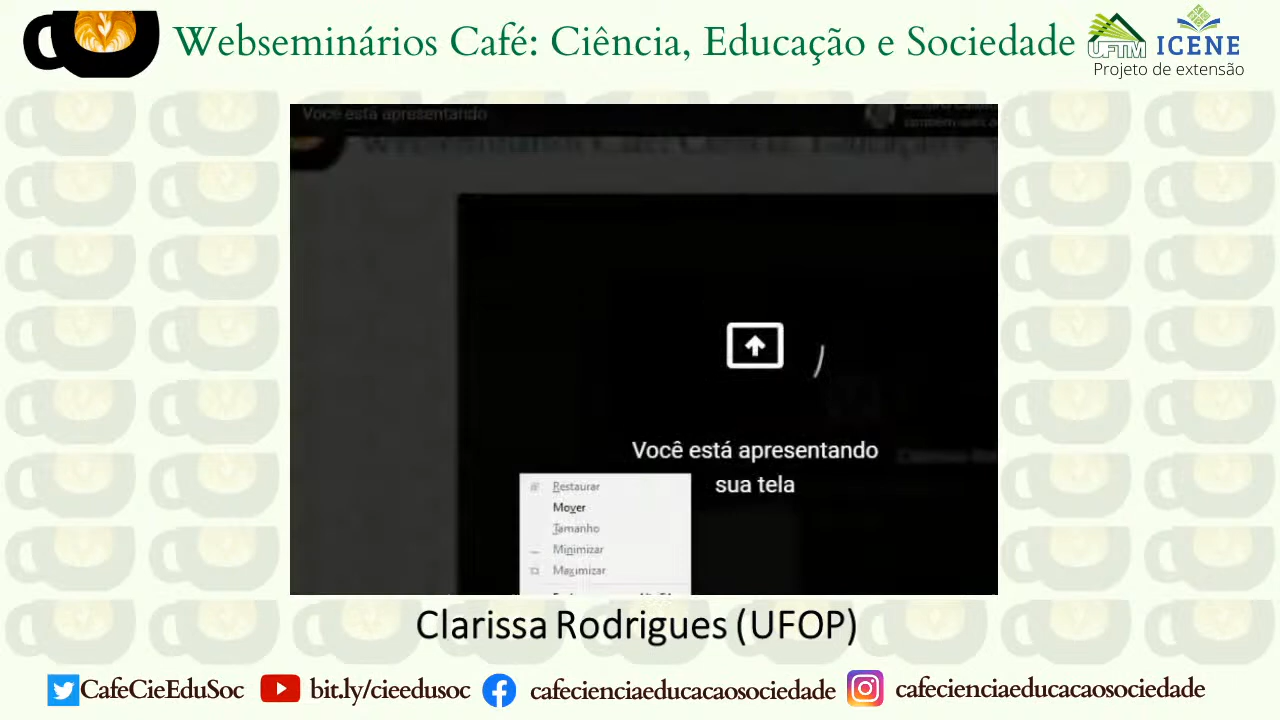 Webseminários Café: Ciência, Educação e Sociedade
UFTM ICENE
Projeto de extensão
Você está apresentando
Você está apresentando
sua tela
Restaurar
Mover
Tamanho
Minimizar
Maximizar
Clarissa Rodrigues (UFOP)
CafeCieEduSoc bit.ly/cieedusoc cafecienciaeducacaosociedade cafecienciaeducacaosociedade